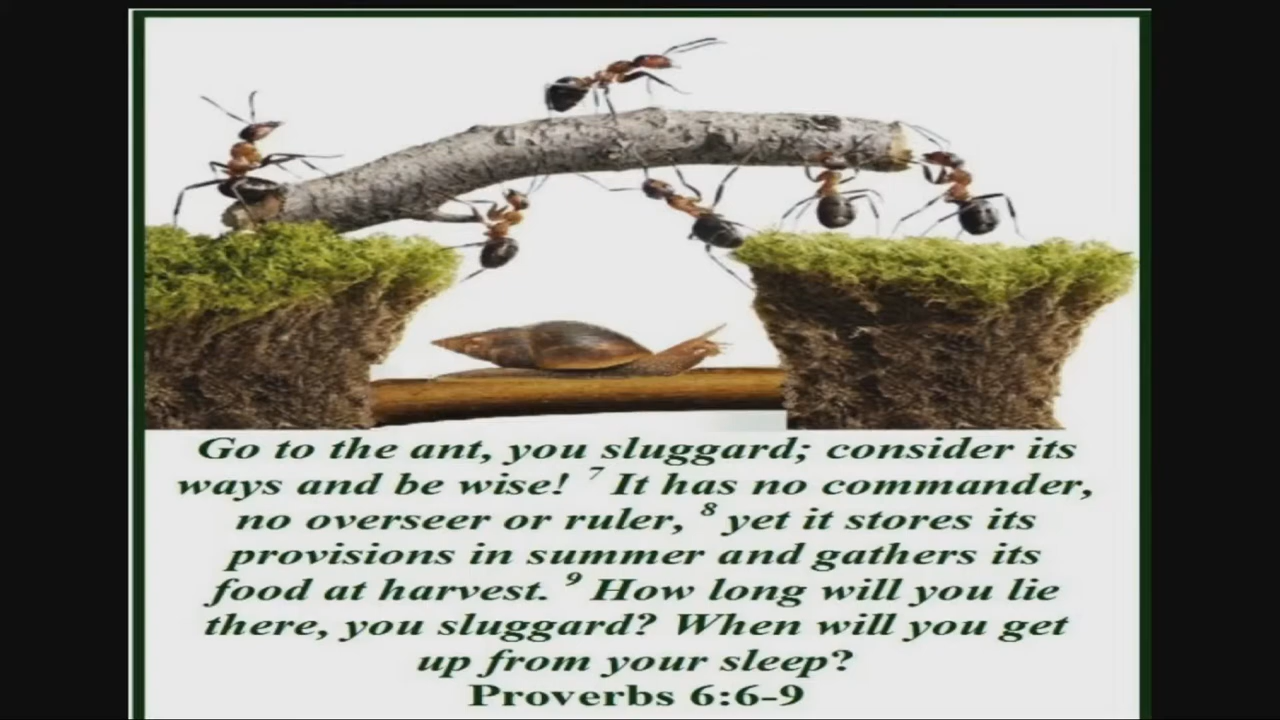 Go to the ant, you sluggard; consider its
ways and be wise! 7 It has no commander,
no overseer or ruler, 8 yet it stores its
provisions in summer and gathers its
food at harvest. 9 How long will you lie
there, you sluggard? When will you get
up from your sleep?
Proverbs 6:6-9